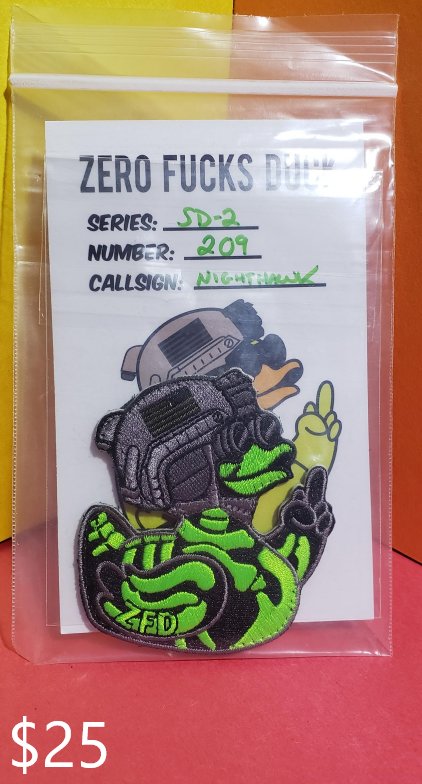 ZERO FUCKS DUCK
SERIES: SD-2
NUMBER: 209
CALLSIGN: NIGHTHAWK
ZFD
$25